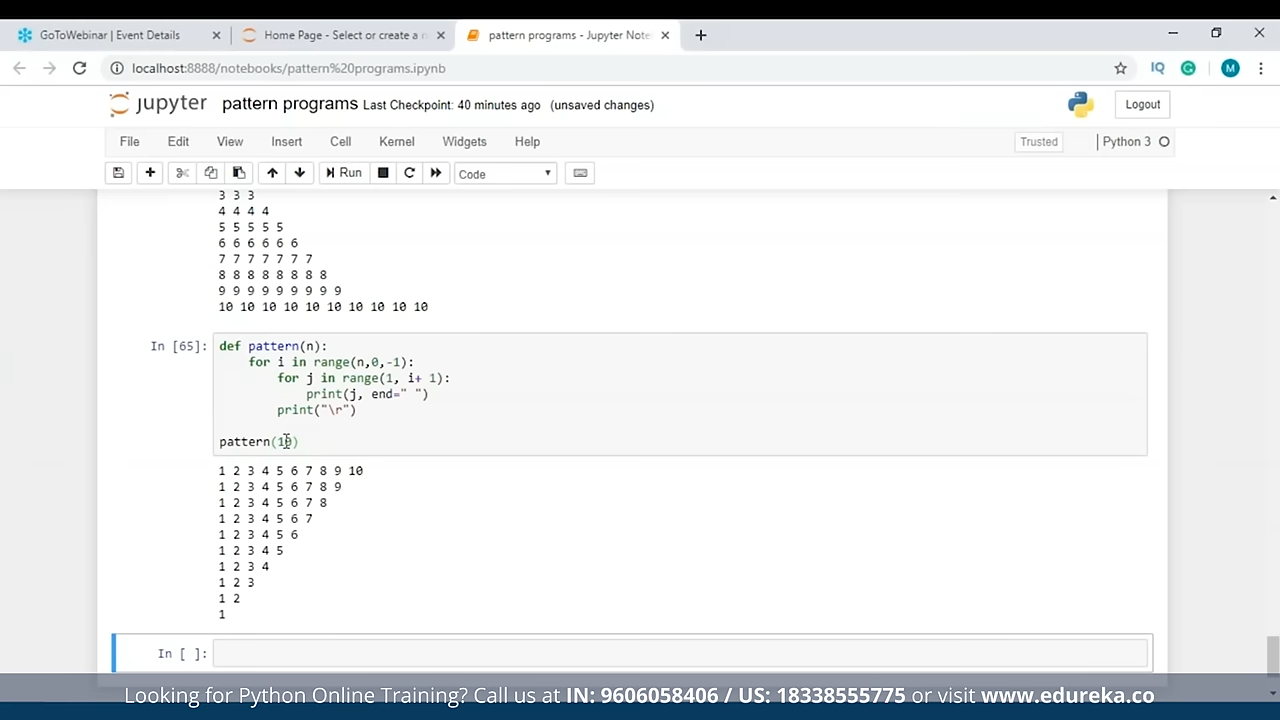 GoToWebinar | Event Details
Home Page - Select or create a n
pattern programs - Jupyter Note
localhost:8888/notebooks/pattern%20programs.ipynb
IQ
G
M
jupyter pattern programs Last Checkpoint: 40 minutes ago (unsaved changes)
Logout
File Edit View Insert Cell Kernel Widgets Help
Trusted
Python 3
Run
Code
3 3 3
4 4 4 4
5 5 5 5 5
6 6 6 6 6 6
7 7 7 7 7 7 7
8 8 8 8 8 8 8 8
9 9 9 9 9 9 9 9 9
10 10 10 10 10 10 10 10 10 10
In [65]: def pattern(n):
for i in range(n,0,-1):
for j in range(1, i+ 1):
print(j, end=" ")
print("\r")
pattern(10)
1 2 3 4 5 6 7 8 9 10
1 2 3 4 5 6 7 8 9
1 2 3 4 5 6 7 8
1 2 3 4 5 6 7
1 2 3 4 5 6
1 2 3 4 5
1 2 3 4
1 2 3
1 2
1
In [ ]:
Looking for Python Online Training? Call us at IN: 9606058406 / US: 18338555775 or visit www.edureka.co